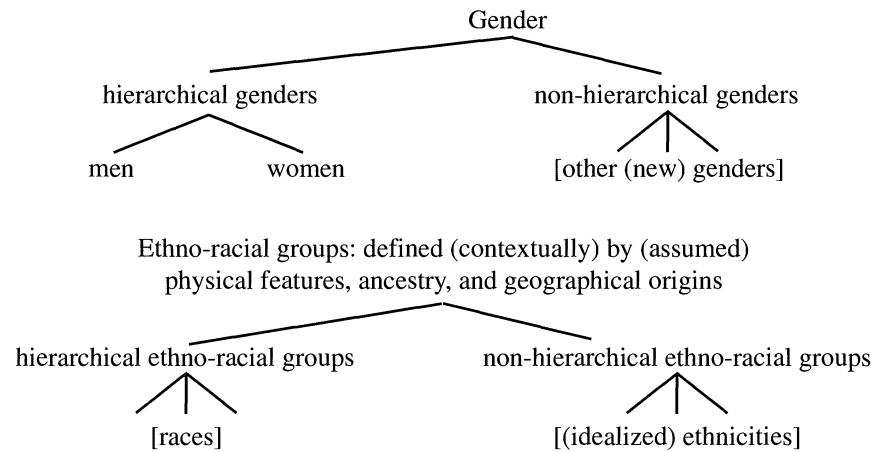 Gender
hierarchical genders
non-hierarchical genders
men
women
[other (new) genders]
Ethno-racial groups: defined (contextually) by (assumed)
physical features, ancestry, and geographical origins
hierarchical ethno-racial groups
non-hierarchical ethno-racial groups
[races]
[(idealized) ethnicities]